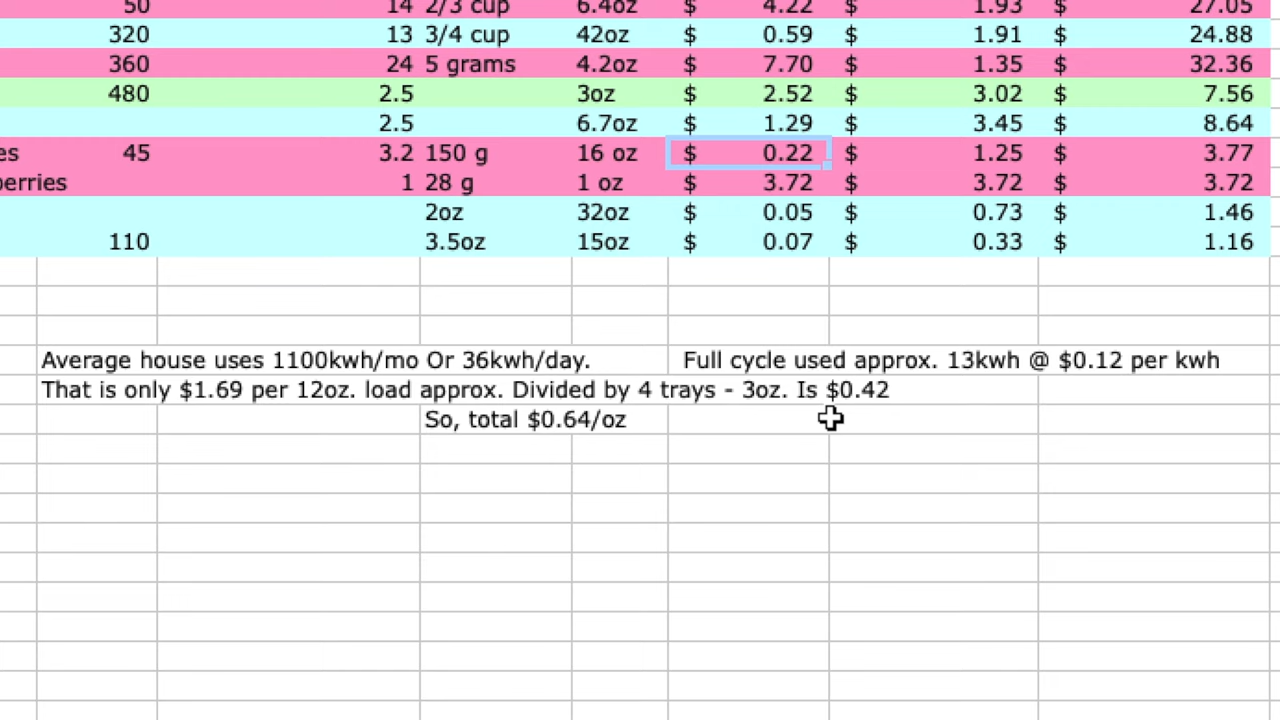 50 14 2/3 cup 6.4oz $ 4.22 $ 1.93 $ 27.05
320 13 3/4 cup 42oz $ 0.59 $ 1.91 $ 24.88
360 24 5 grams 4.2oz $ 7.70 $ 1.35 $ 32.36
480 2.5 3oz $ 2.52 $ 3.02 $ 7.56
2.5 6.7oz $ 1.29 $ 3.45 $ 8.64
es 45 3.2 150 g 16 oz $ 0.22 $ 1.25 $ 3.77
berries 1 28 g 1 oz $ 3.72 $ 3.72 $ 3.72
2oz 32oz $ 0.05 $ 0.73 $ 1.46
110 3.5oz 15oz $ 0.07 $ 0.33 $ 1.16
Average house uses 1100kwh/mo Or 36kwh/day. Full cycle used approx. 13kwh @ $0.12 per kwh
That is only $1.69 per 12oz. load approx. Divided by 4 trays - 3oz. Is $0.42
So, total $0.64/oz